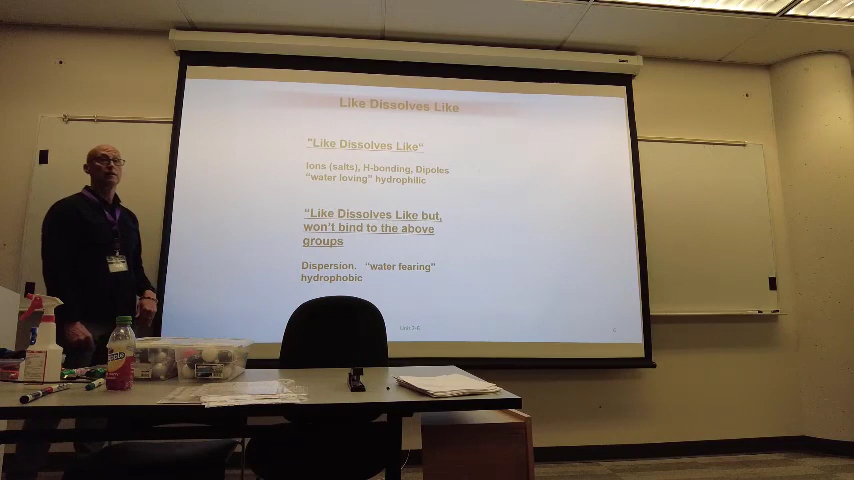 Like Dissolves Like
"Like Dissolves Like"
Ions (salts), H-bonding, Dipoles
"water loving" hydrophilic
"Like Dissolves Like but,
won't bind to the above
groups
Dispersion. "water fearing"
hydrophobic